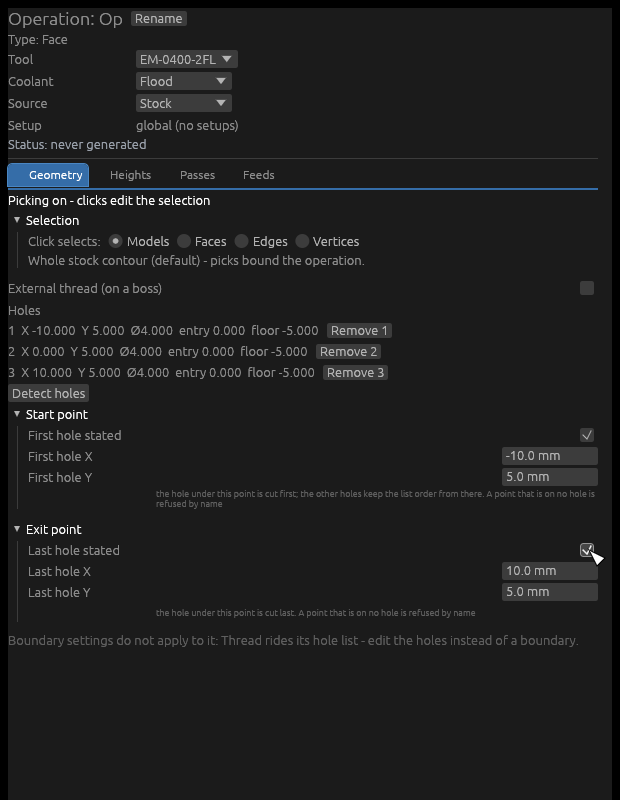 Operation: Op Rename
Type: Face
Tool EM-0400-2FL
Coolant Flood
Source Stock
Setup global (no setups)
Status: never generated
Geometry Heights Passes Feeds
Picking on - clicks edit the selection
Selection
Click selects: Models Faces Edges Vertices
Whole stock contour (default) - picks bound the operation.
External thread (on a boss)
Holes
1 X -10.000 Y 5.000 Ø4.000 entry 0.000 floor -5.000 Remove 1
2 X 0.000 Y 5.000 Ø4.000 entry 0.000 floor -5.000 Remove 2
3 X 10.000 Y 5.000 Ø4.000 entry 0.000 floor -5.000 Remove 3
Detect holes
Start point
First hole stated
First hole X -10.0 mm
First hole Y 5.0 mm
the hole under this point is cut first; the other holes keep the list order from there. A point that is on no hole is
refused by name
Exit point
Last hole stated
Last hole X 10.0 mm
Last hole Y 5.0 mm
the hole under this point is cut last. A point that is on no hole is refused by name
Boundary settings do not apply to it: Thread rides its hole list - edit the holes instead of a boundary.